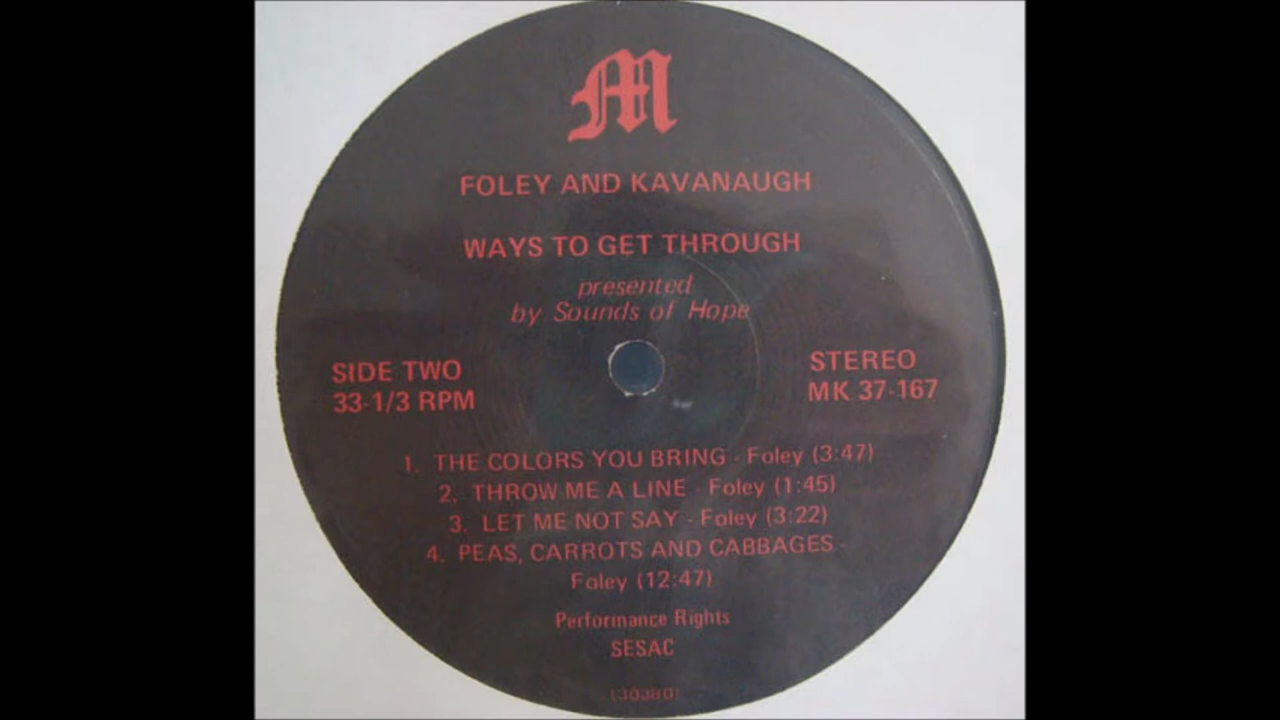 M
FOLEY AND KAVANAUGH
WAYS TO GET THROUGH
presented
by Sounds of Hope
SIDE TWO
33-1/3 RPM
STEREO
MK 37-167
1. THE COLORS YOU BRING - Foley (3:47)
2. THROW ME A LINE - Foley (1:45)
3. LET ME NOT SAY - Foley (3:22)
4. PEAS, CARROTS AND CABBAGES -
Foley (12:47)
Performance Rights
SESAC